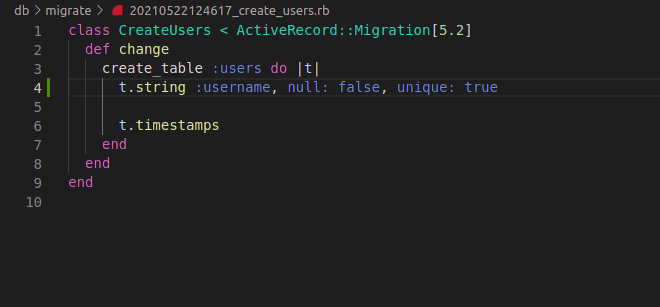 db > migrate > 20210522124617_create_users.rb
1 class CreateUsers < ActiveRecord::Migration[5.2]
2   def change
3     create_table :users do |t|
4       t.string :username, null: false, unique: true
5
6       t.timestamps
7     end
8   end
9 end
10